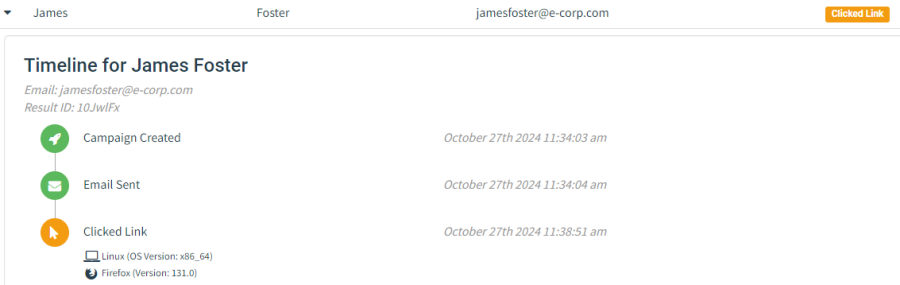 James Foster jamesfoster@e-corp.com Clicked Link
Timeline for James Foster
Email: jamesfoster@e-corp.com
Result ID: 10JwlFx
Campaign Created October 27th 2024 11:34:03 am
Email Sent October 27th 2024 11:34:04 am
Clicked Link October 27th 2024 11:38:51 am
Linux (OS Version: x86_64)
Firefox (Version: 131.0)